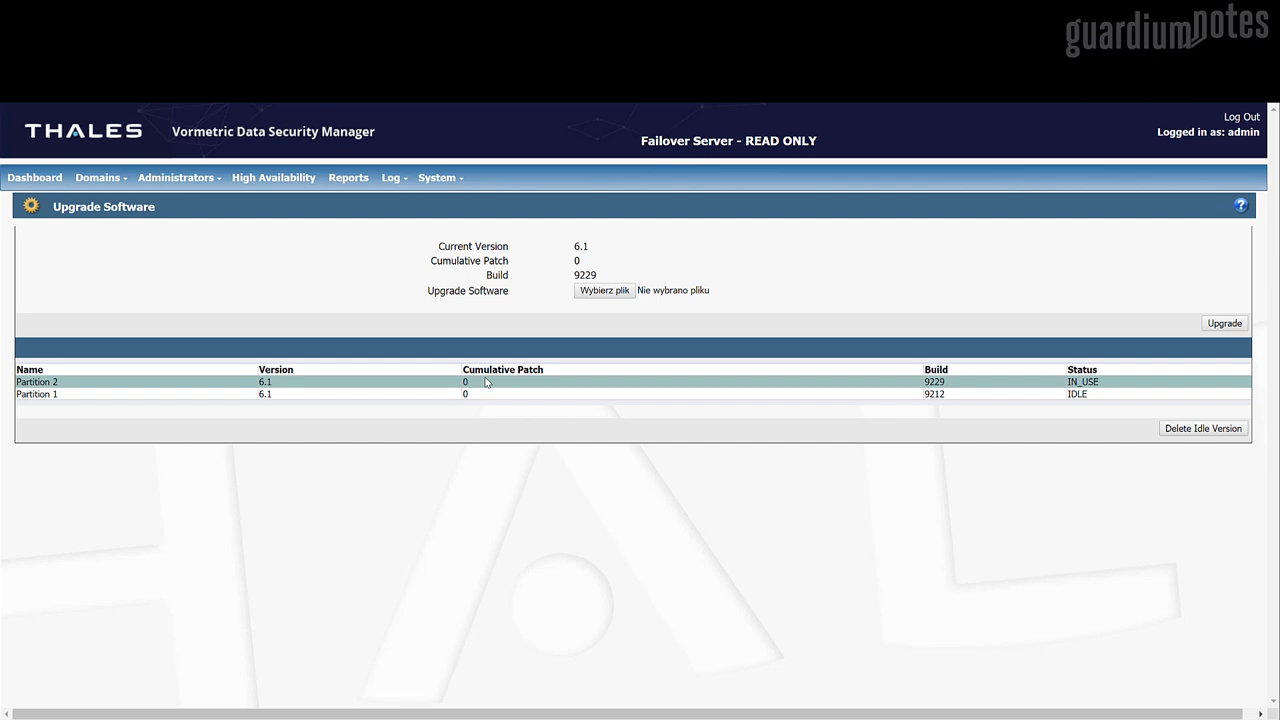 guardiumnotes
THALES Vormetric Data Security Manager
Failover Server - READ ONLY
Log Out
Logged in as: admin
Dashboard Domains Administrators High Availability Reports Log System
Upgrade Software
?
Current Version 6.1
Cumulative Patch 0
Build 9229
Upgrade Software Wybierz plik Nie wybrano pliku
Upgrade
Name Version Cumulative Patch Build Status
Partition 2 6.1 0 9229 IN_USE
Partition 1 6.1 0 9212 IDLE
Delete Idle Version